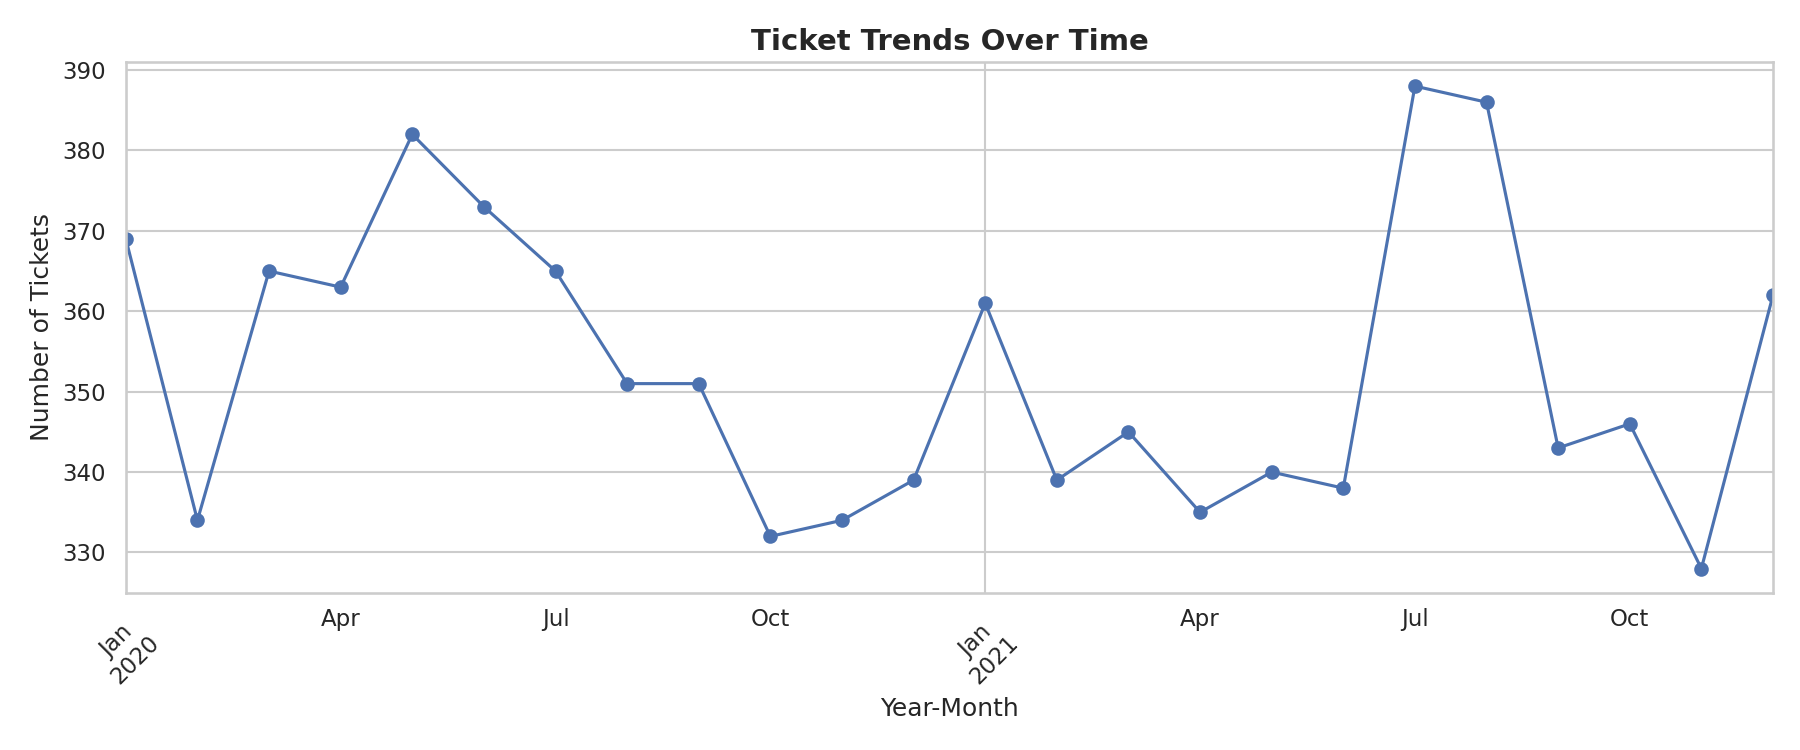 Ticket Trends Over Time
Number of Tickets
390
380
370
360
350
340
330
Jan
2020
Apr
Jul
Oct
Jan
2021
Apr
Jul
Oct
Year-Month